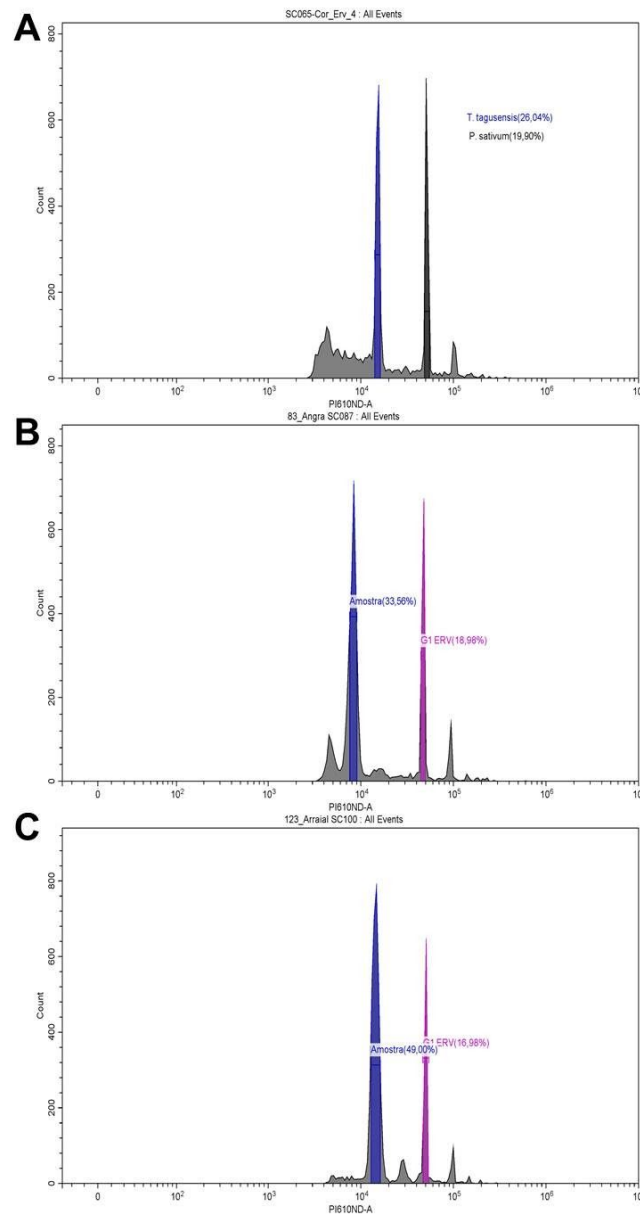 A
SC065-Cor_Erv_4 : All Events
800
600
400
200
0
Count
T. tagusensis(26,04%)
P. sativum(19,90%)
0 10² 10³ 10⁴ 10⁵ 10⁶ 10
PI610ND-A
B
83_Angra SC087 : All Events
800
600
400
200
0
Count
Amostra(33,56%)
G1 ERV(18,98%)
0 10² 10³ 10⁴ 10⁵ 10⁶ 10
PI610ND-A
C
123_Arraial SC100 : All Events
800
600
400
200
0
Count
G1 ERV(16,98%)
Amostra(49,00%)
0 10² 10³ 10⁴ 10⁵ 10⁶ 10
PI610ND-A